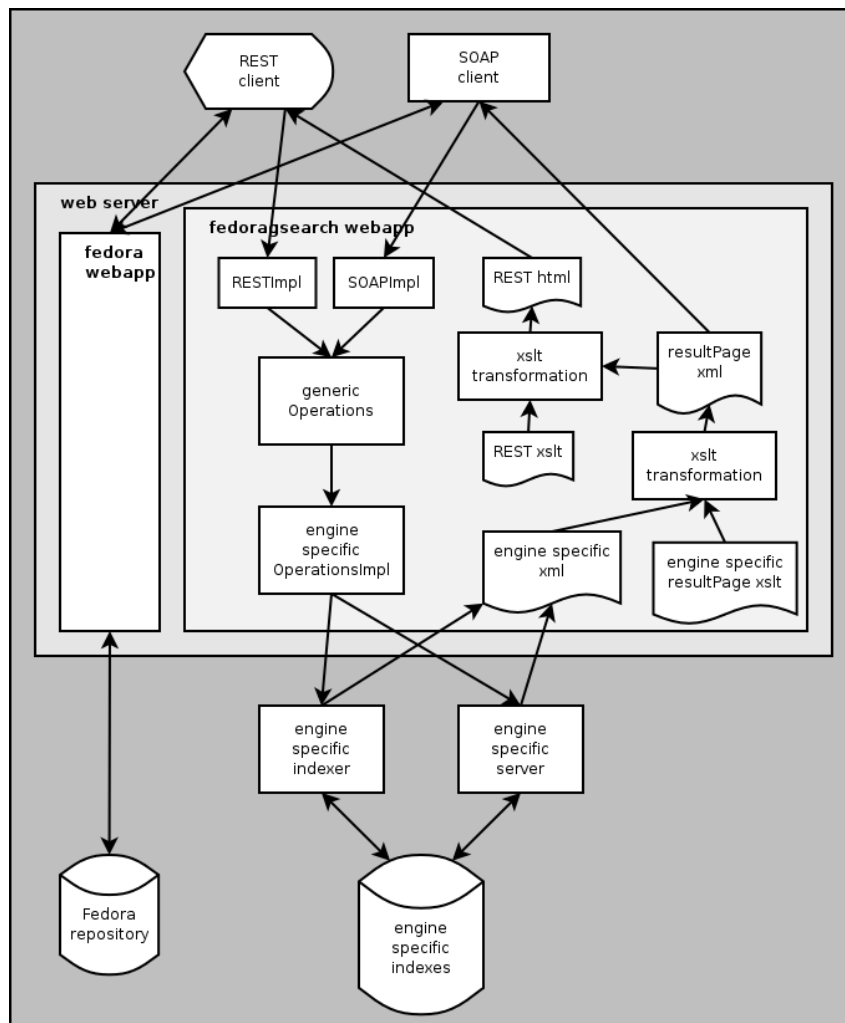 REST
client
SOAP
client
web server
fedoragsearch webapp
fedora
webapp
RESTImpl
SOAPImpl
REST html
xslt
transformation
resultPage
xml
generic
Operations
REST xslt
xslt
transformation
engine
specific
OperationsImpl
engine specific
xml
engine specific
resultPage xslt
engine
specific
indexer
engine
specific
server
Fedora
repository
engine
specific
indexes